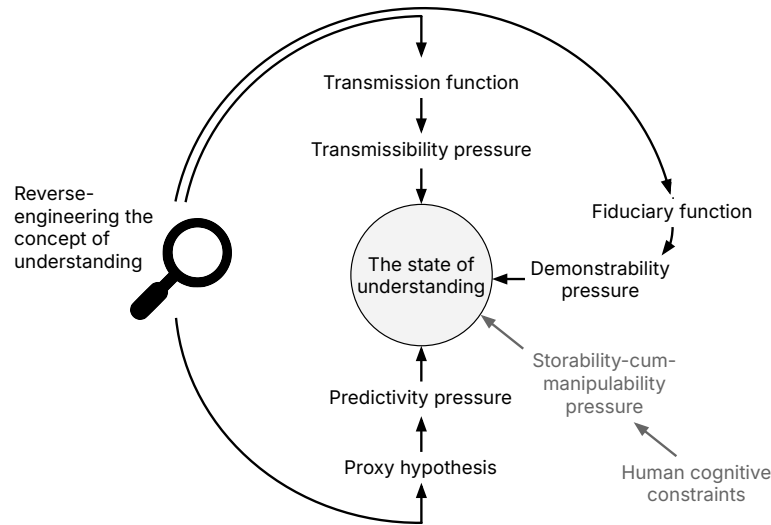 Transmission function
Transmissibility pressure
Reverse-
engineering the
concept of
understanding
Fiduciary function
The state of
understanding
Demonstrability
pressure
Storability-cum-
manipulability
pressure
Predictivity pressure
Proxy hypothesis
Human cognitive
constraints